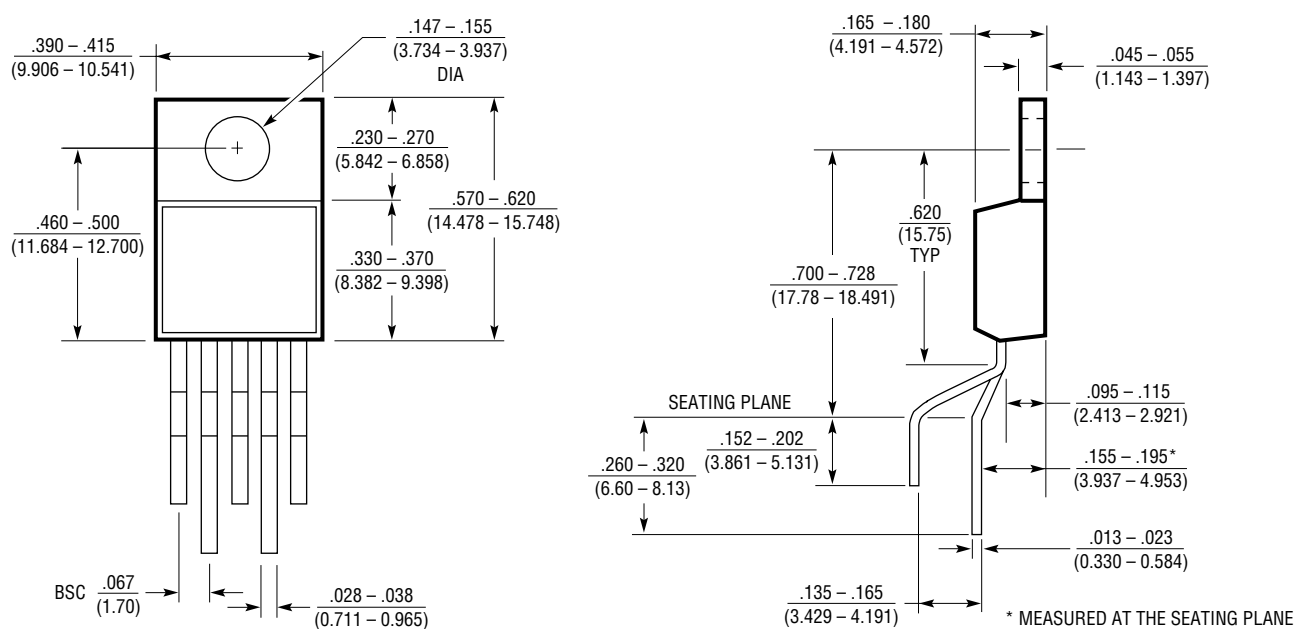 .390 – .415
(9.906 – 10.541)
.147 – .155
(3.734 – 3.937)
DIA
.230 – .270
(5.842 – 6.858)
.460 – .500
(11.684 – 12.700)
.570 – .620
(14.478 – 15.748)
.330 – .370
(8.382 – 9.398)
BSC
.067
(1.70)
.028 – .038
(0.711 – 0.965)
.165 – .180
(4.191 – 4.572)
.045 – .055
(1.143 – 1.397)
.620
(15.75)
TYP
.700 – .728
(17.78 – 18.491)
SEATING PLANE
.152 – .202
(3.861 – 5.131)
.260 – .320
(6.60 – 8.13)
.095 – .115
(2.413 – 2.921)
.155 – .195*
(3.937 – 4.953)
.013 – .023
(0.330 – 0.584)
.135 – .165
(3.429 – 4.191)
* MEASURED AT THE SEATING PLANE